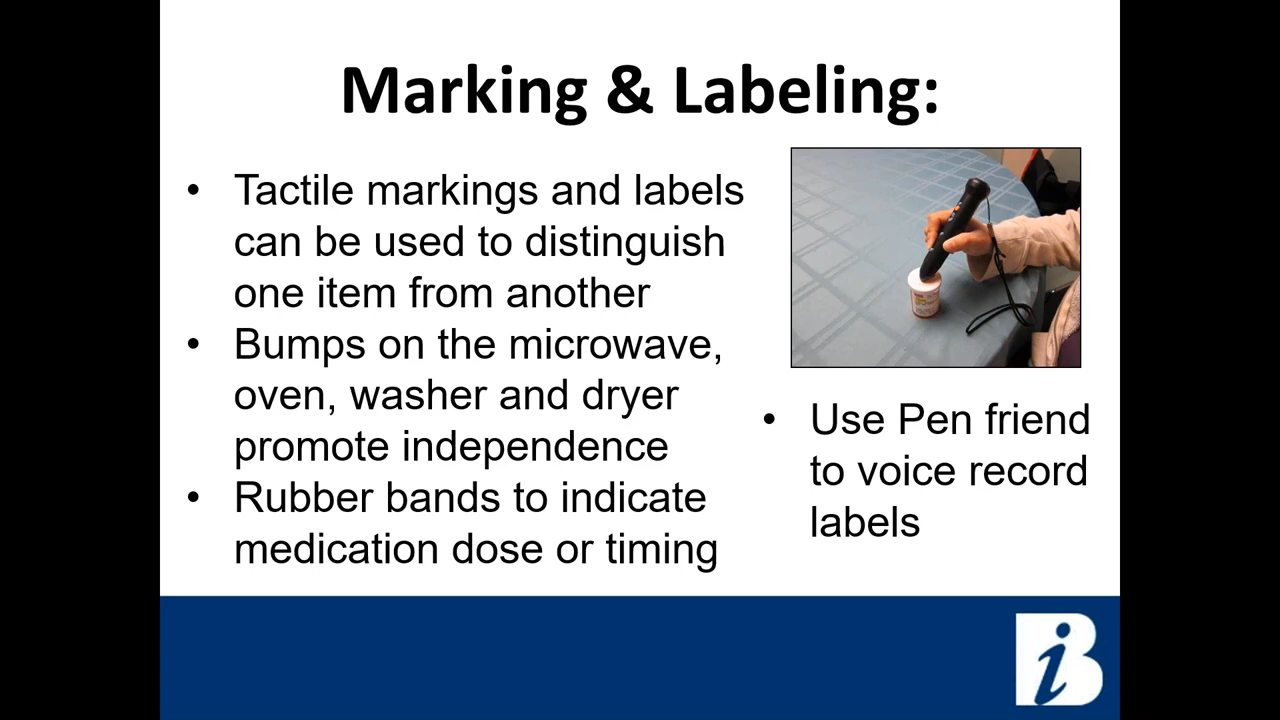 Marking & Labeling:
• Tactile markings and labels
can be used to distinguish
one item from another
• Bumps on the microwave,
oven, washer and dryer
promote independence
• Rubber bands to indicate
medication dose or timing
• Use Pen friend
to voice record
labels
iB